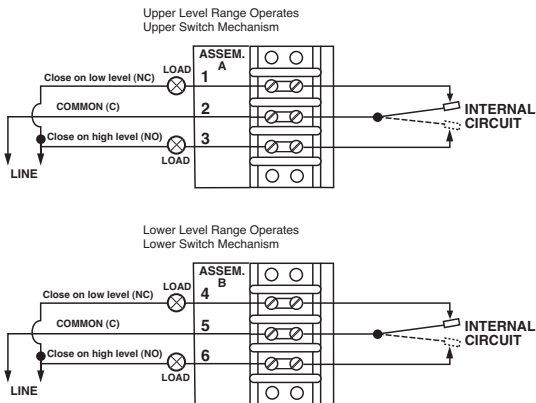 Upper Level Range Operates
Upper Switch Mechanism
ASSEM.
A
LOAD
Close on low level (NC)
1
COMMON (C)
2
INTERNAL
CIRCUIT
Close on high level (NO)
3
LOAD
LINE
Lower Level Range Operates
Lower Switch Mechanism
ASSEM.
B
LOAD
Close on low level (NC)
4
COMMON (C)
5
INTERNAL
CIRCUIT
Close on high level (NO)
6
LOAD
LINE